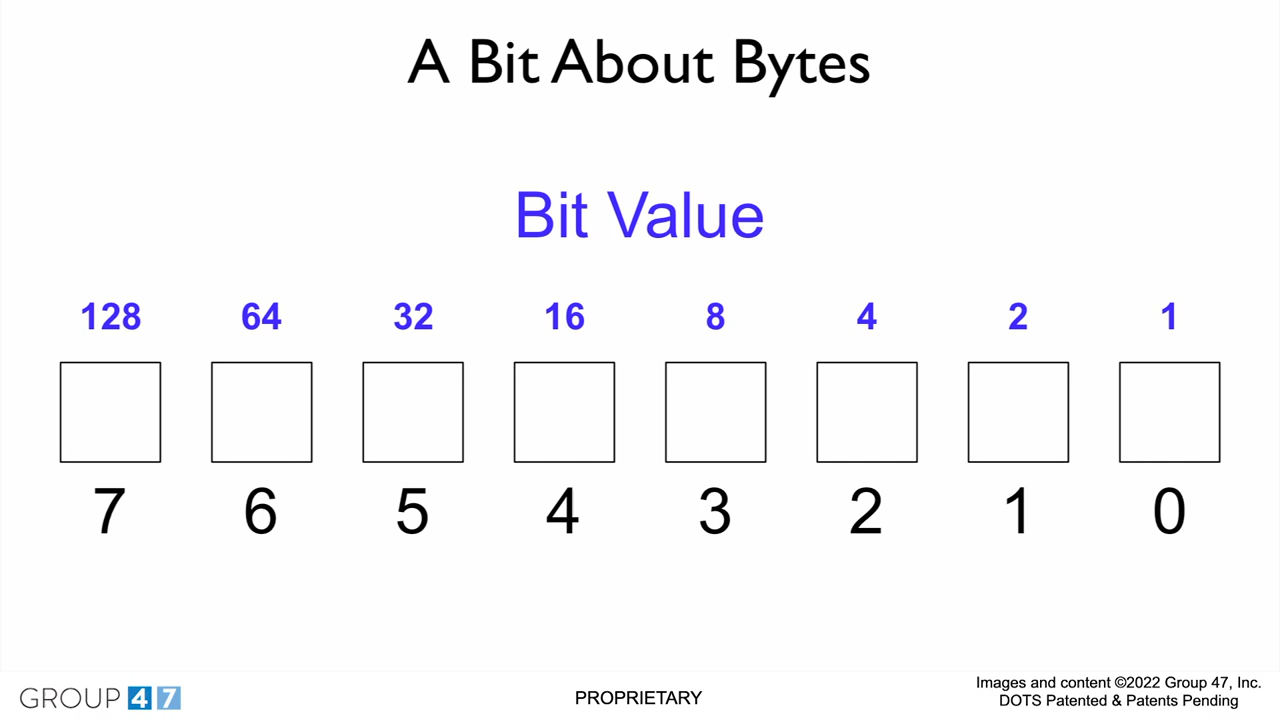 A Bit About Bytes
Bit Value
128 64 32 16 8 4 2 1
7 6 5 4 3 2 1 0
GROUP 47
PROPRIETARY
Images and content ©2022 Group 47, Inc.
DOTS Patented & Patents Pending